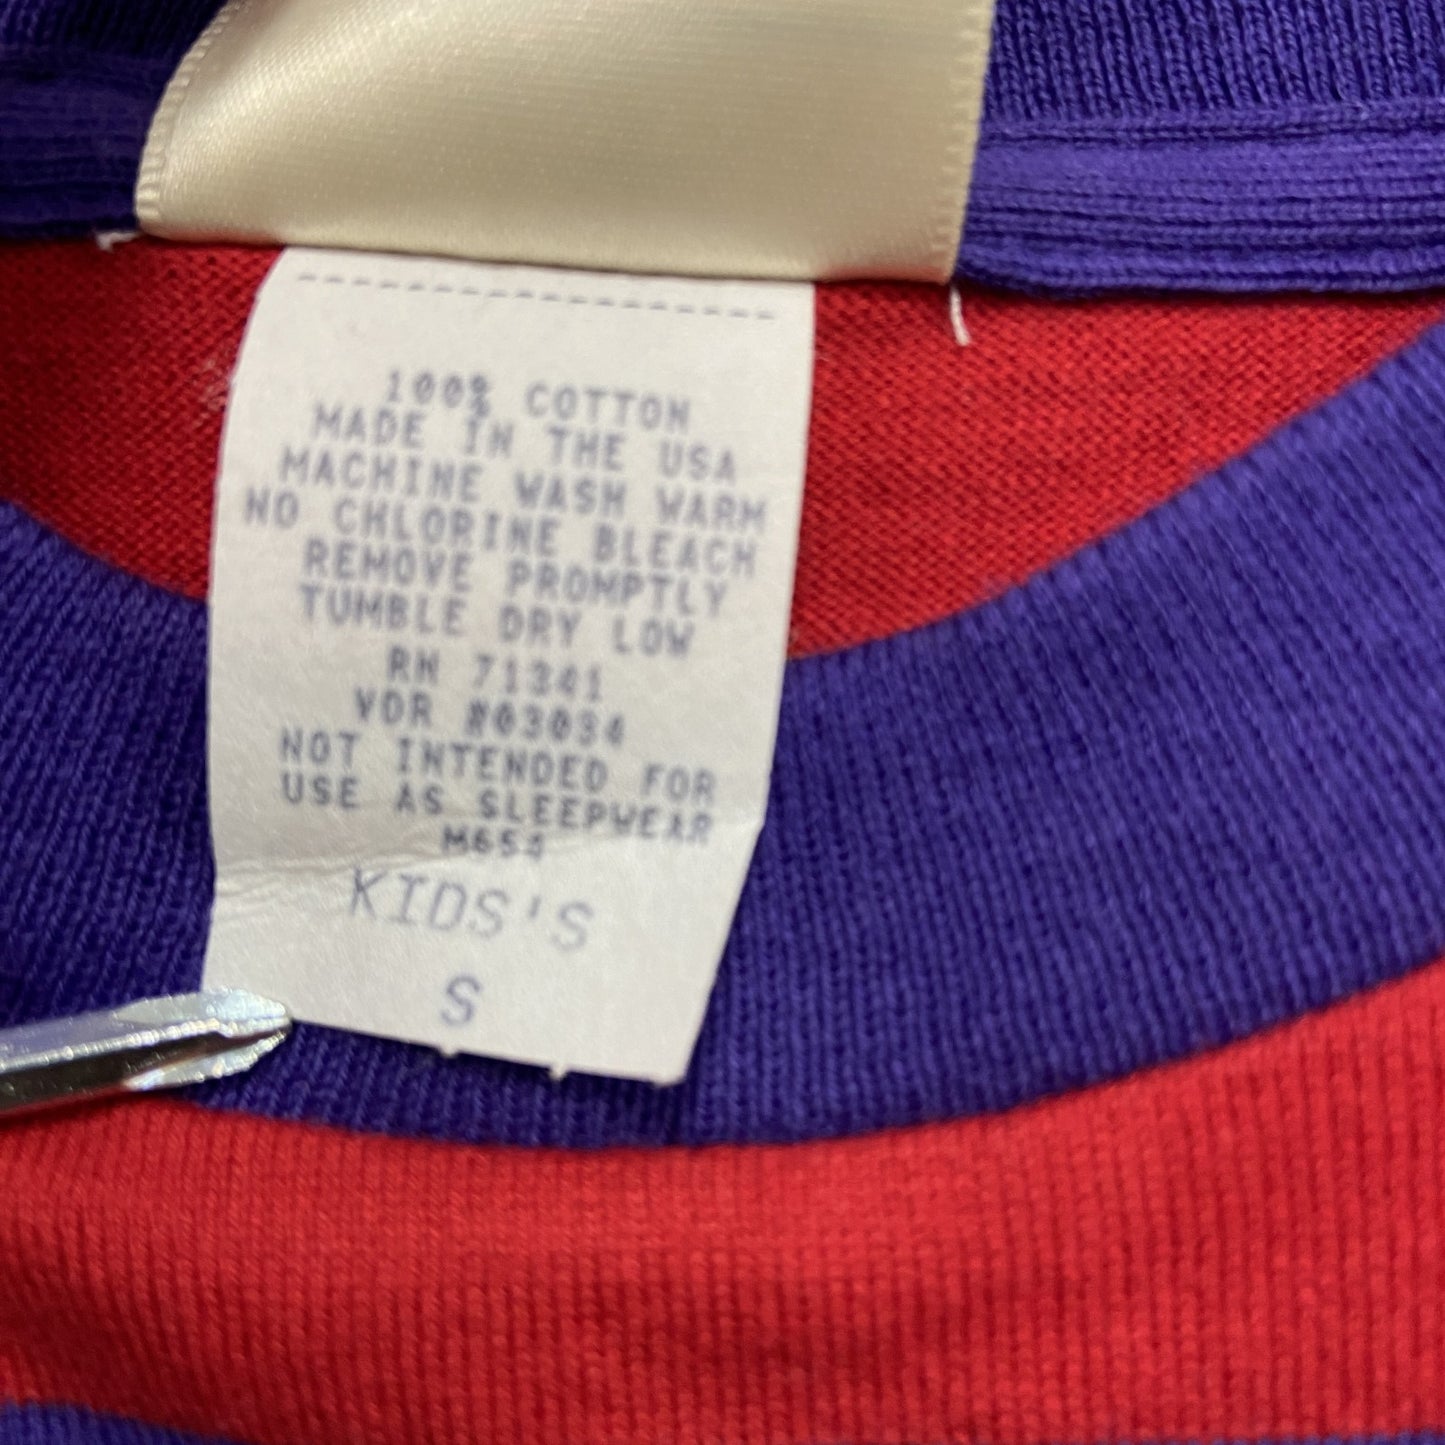 100% COTTON
MADE IN THE USA
MACHINE WASH WARM
NO CHLORINE BLEACH
REMOVE PROMPTLY
TUMBLE DRY LOW
RN 71341
VDR #03034
NOT INTENDED FOR
USE AS SLEEPWEAR
M654
KIDS'S
S